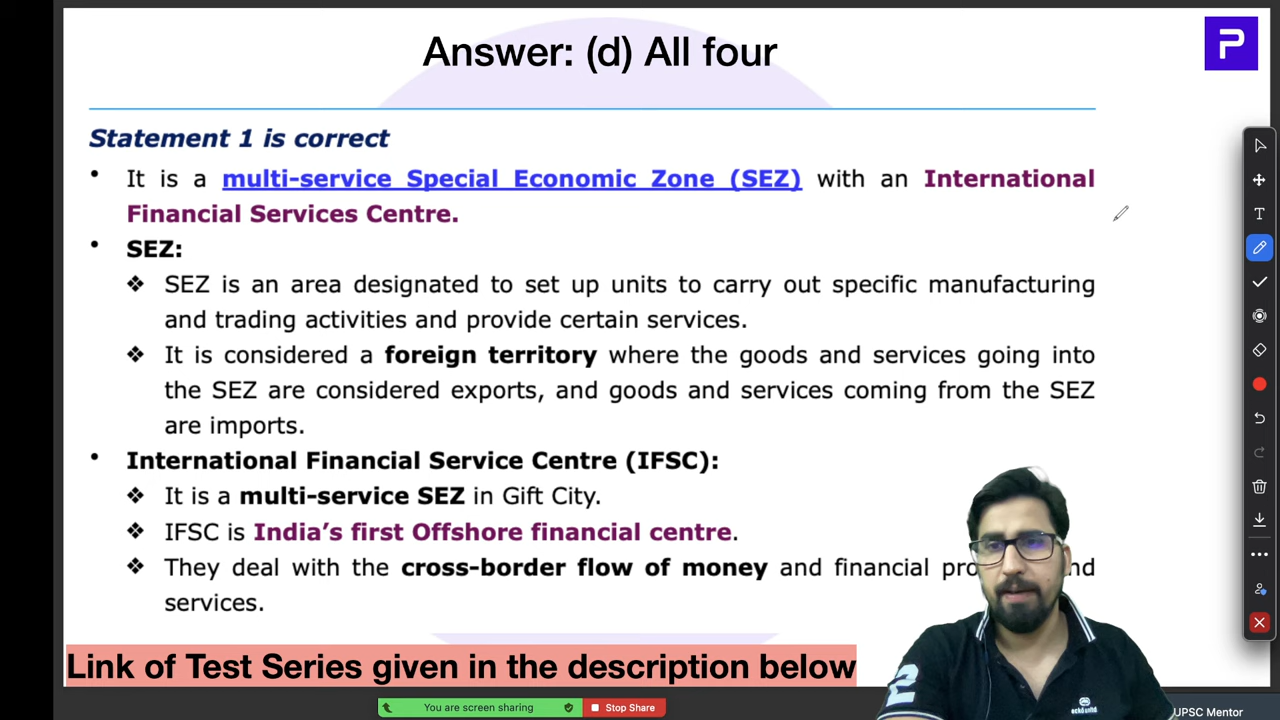 Answer: (d) All four
P
Statement 1 is correct
• It is a multi-service Special Economic Zone (SEZ) with an International
Financial Services Centre.
• SEZ:
❖ SEZ is an area designated to set up units to carry out specific manufacturing
and trading activities and provide certain services.
❖ It is considered a foreign territory where the goods and services going into
the SEZ are considered exports, and goods and services coming from the SEZ
are imports.
• International Financial Service Centre (IFSC):
❖ It is a multi-service SEZ in Gift City.
❖ IFSC is India's first Offshore financial centre.
❖ They deal with the cross-border flow of money and financial
services.
Link of Test Series given in the description below
You are screen sharing
Stop Share
UPSC Mentor
T
2